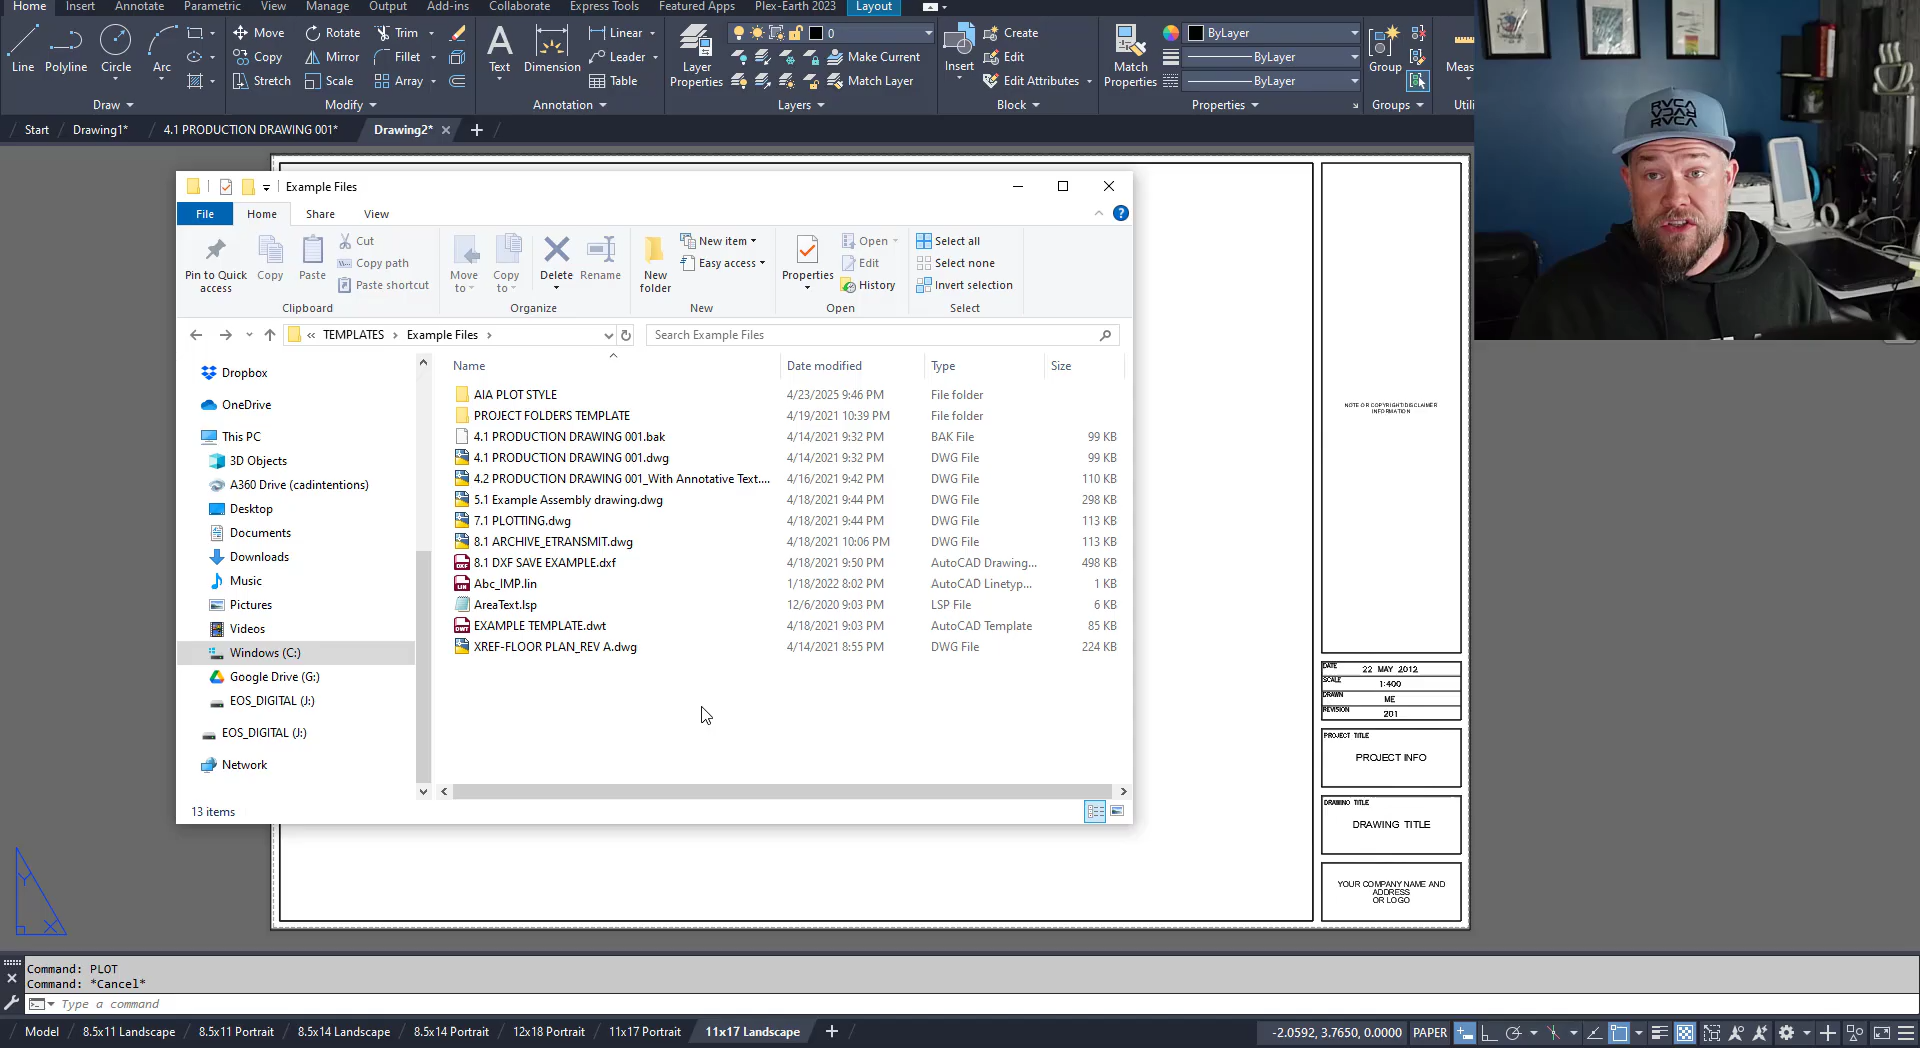 Home Insert Annotate Parametric View Manage Output Add-ins Collaborate Express Tools Featured Apps Plex-Earth 2023 Layout
Line Polyline Circle Arc
Move Rotate Trim
Copy Mirror Fillet
Stretch Scale Array
Text Dimension
Linear
Leader
Table
Layer Properties
0
Make Current
Match Layer
Insert
Create
Edit
Edit Attributes
Match Properties
ByLayer
ByLayer
ByLayer
Group
Meas
Draw Modify Annotation Layers Block Properties Groups Utili
Start Drawing1* 4.1 PRODUCTION DRAWING 001* Drawing2*
RVCA
RVCA
RVCA
Example Files
File Home Share View
Pin to Quick access
Copy
Paste
Cut
Copy path
Paste shortcut
Move to
Copy to
Delete
Rename
New folder
New item
Easy access
Properties
Open
Edit
History
Select all
Select none
Invert selection
Clipboard Organize New Open Select
« TEMPLATES > Example Files >
Search Example Files
Dropbox
OneDrive
This PC
3D Objects
A360 Drive (cadintentions)
Desktop
Documents
Downloads
Music
Pictures
Videos
Windows (C:)
Google Drive (G:)
EOS_DIGITAL (J:)
EOS_DIGITAL (J:)
Network
Name Date modified Type Size
AIA PLOT STYLE 4/23/2025 9:46 PM File folder
PROJECT FOLDERS TEMPLATE 4/19/2021 10:39 PM File folder
4.1 PRODUCTION DRAWING 001.bak 4/14/2021 9:32 PM BAK File 99 KB
4.1 PRODUCTION DRAWING 001.dwg 4/14/2021 9:32 PM DWG File 99 KB
4.2 PRODUCTION DRAWING 001_With Annotative Text.... 4/16/2021 9:42 PM DWG File 110 KB
5.1 Example Assembly drawing.dwg 4/18/2021 9:44 PM DWG File 298 KB
7.1 PLOTTING.dwg 4/18/2021 9:44 PM DWG File 113 KB
8.1 ARCHIVE_ETRANSMIT.dwg 4/18/2021 10:06 PM DWG File 113 KB
8.1 DXF SAVE EXAMPLE.dxf 4/18/2021 9:50 PM AutoCAD Drawing... 498 KB
Abc_IMP.lin 1/18/2022 8:02 PM AutoCAD Linetyp... 1 KB
AreaText.lsp 12/6/2020 9:03 PM LSP File 6 KB
EXAMPLE TEMPLATE.dwt 4/18/2021 9:03 PM AutoCAD Template 85 KB
XREF-FLOOR PLAN_REV A.dwg 4/14/2021 8:55 PM DWG File 224 KB
13 items
NOTE OR COPYRIGHT/DISCLAIMER
INFORMATION
DATE 22 MAY 2012
SCALE 1:400
DRAWN ME
REVISION 201
PROJECT TITLE
PROJECT INFO
DRAWING TITLE
DRAWING TITLE
YOUR COMPANY NAME AND
ADDRESS
OR LOGO
Y
X
Command: PLOT
Command: *Cancel*
Type a command
Model 8.5x11 Landscape 8.5x11 Portrait 8.5x14 Landscape 8.5x14 Portrait 12x18 Portrait 11x17 Portrait 11x17 Landscape
-2.0592, 3.7650, 0.0000 PAPER